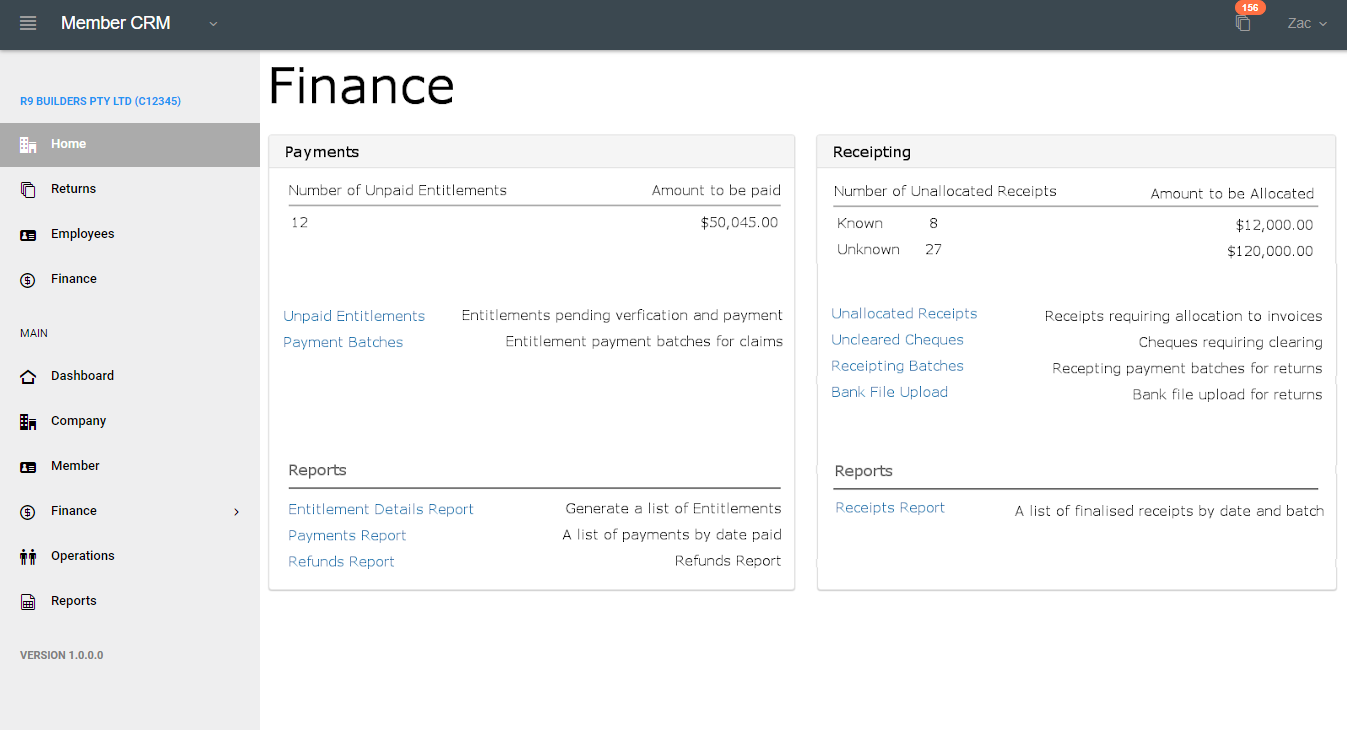 Member CRM
156
Zac
R9 BUILDERS PTY LTD (C12345)
Home
Returns
Employees
Finance
MAIN
Dashboard
Company
Member
Finance
Operations
Reports
VERSION 1.0.0.0
Finance
Payments
Number of Unpaid Entitlements Amount to be paid
12 $50,045.00
Unpaid Entitlements Entitlements pending verfication and payment
Payment Batches Entitlement payment batches for claims
Reports
Entitlement Details Report Generate a list of Entitlements
Payments Report A list of payments by date paid
Refunds Report Refunds Report
Receipting
Number of Unallocated Receipts Amount to be Allocated
Known 8 $12,000.00
Unknown 27 $120,000.00
Unallocated Receipts Receipts requiring allocation to invoices
Uncleared Cheques Cheques requiring clearing
Receipting Batches Recepting payment batches for returns
Bank File Upload Bank file upload for returns
Reports
Receipts Report A list of finalised receipts by date and batch